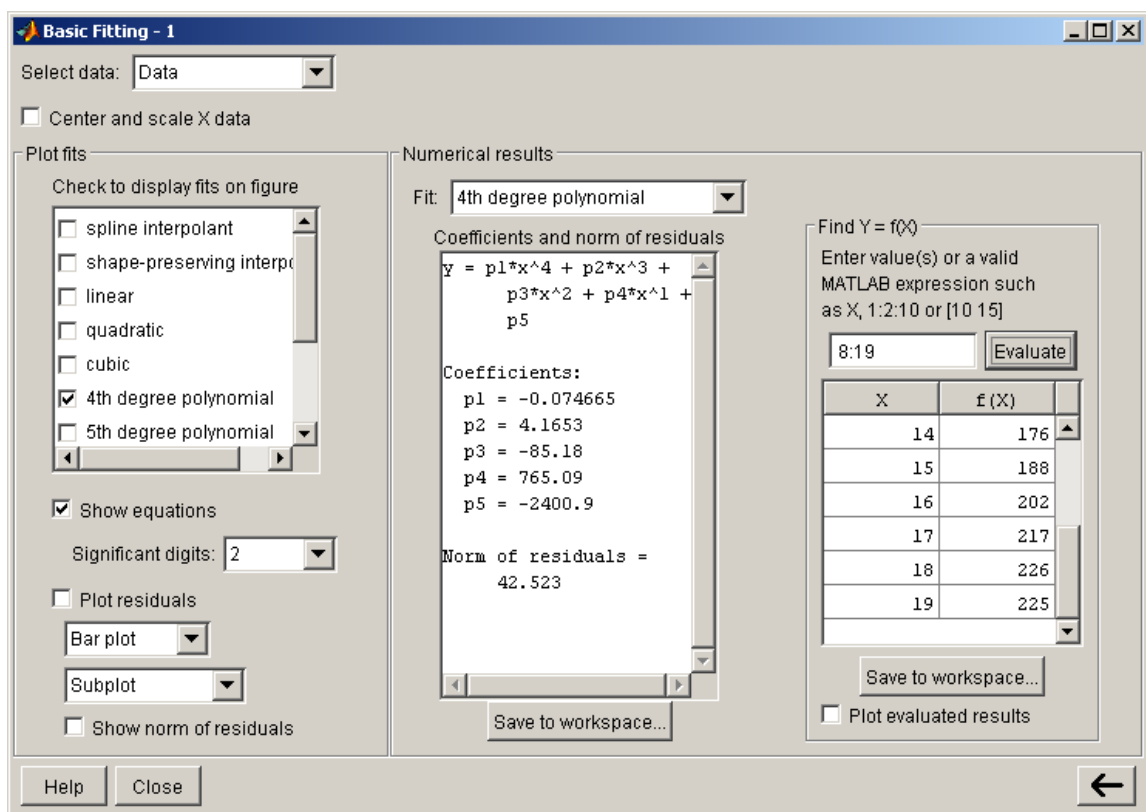 Basic Fitting - 1
Select data: Data
Center and scale X data
Plot fits
Check to display fits on figure
spline interpolant
shape-preserving interpo
linear
quadratic
cubic
4th degree polynomial
5th degree polynomial
Show equations
Significant digits: 2
Plot residuals
Bar plot
Subplot
Show norm of residuals
Numerical results
Fit: 4th degree polynomial
Coefficients and norm of residuals
y = p1*x^4 + p2*x^3 +
p3*x^2 + p4*x^1 +
p5
Coefficients:
p1 = -0.074665
p2 = 4.1653
p3 = -85.18
p4 = 765.09
p5 = -2400.9
Norm of residuals =
42.523
Save to workspace...
Find Y = f(X)
Enter value(s) or a valid
MATLAB expression such
as X, 1:2:10 or [10 15]
8:19 Evaluate
X f (X)
14 176
15 188
16 202
17 217
18 226
19 225
Save to workspace...
Plot evaluated results
Help Close